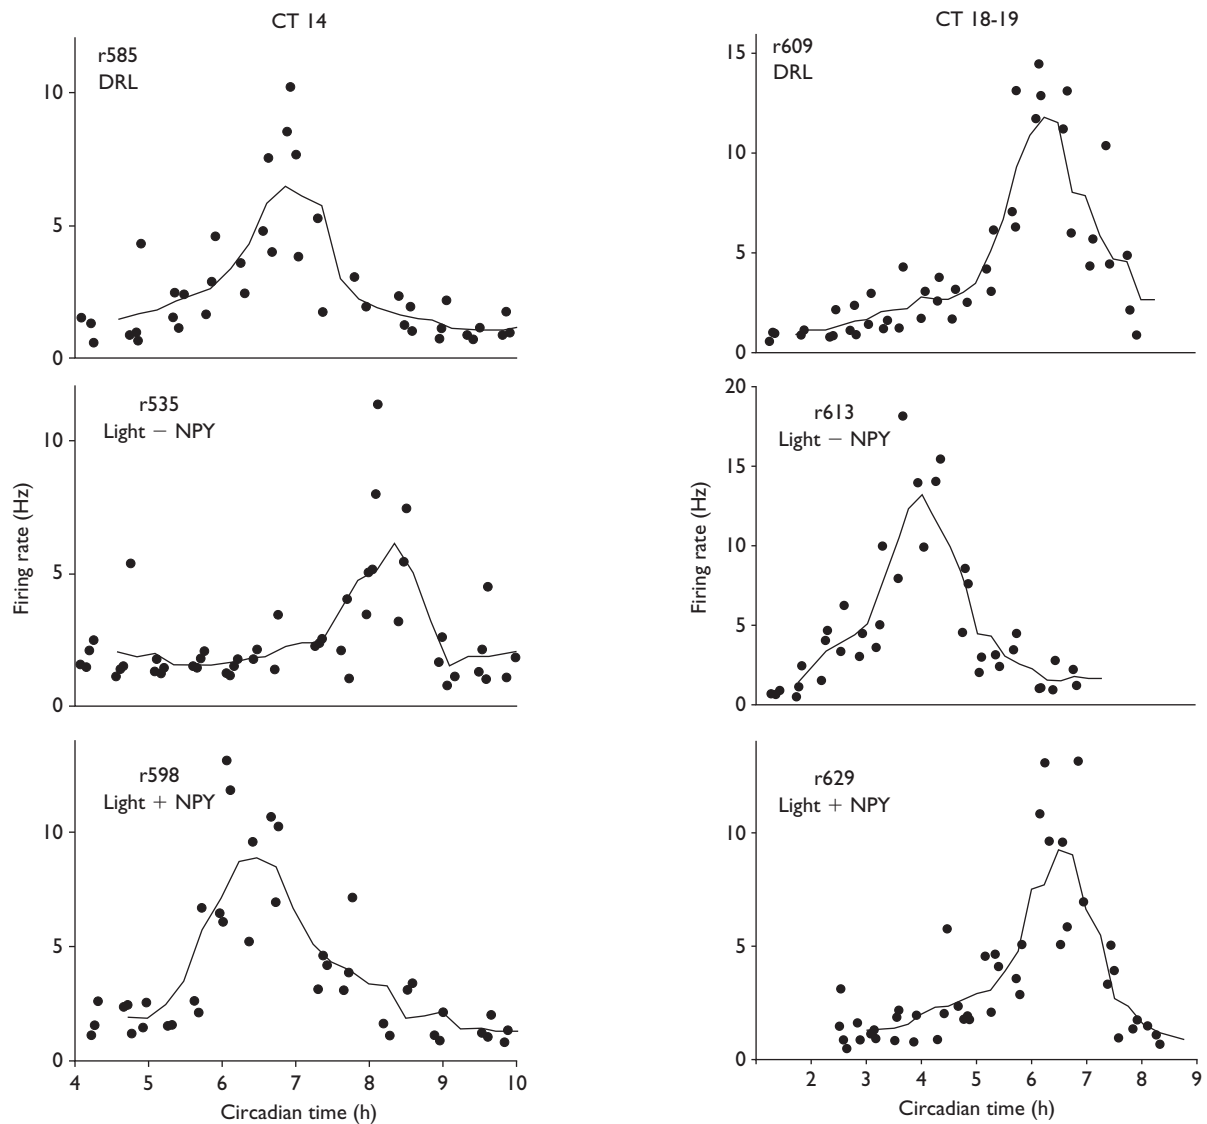 CT 14
r585
DRL
10
5
0
r535
Light − NPY
10
5
0
Firing rate (Hz)
r598
Light + NPY
10
5
0
4 5 6 7 8 9 10
Circadian time (h)
CT 18-19
r609
DRL
15
10
5
0
r613
Light − NPY
20
15
10
5
0
Firing rate (Hz)
r629
Light + NPY
10
5
0
2 3 4 5 6 7 8 9
Circadian time (h)